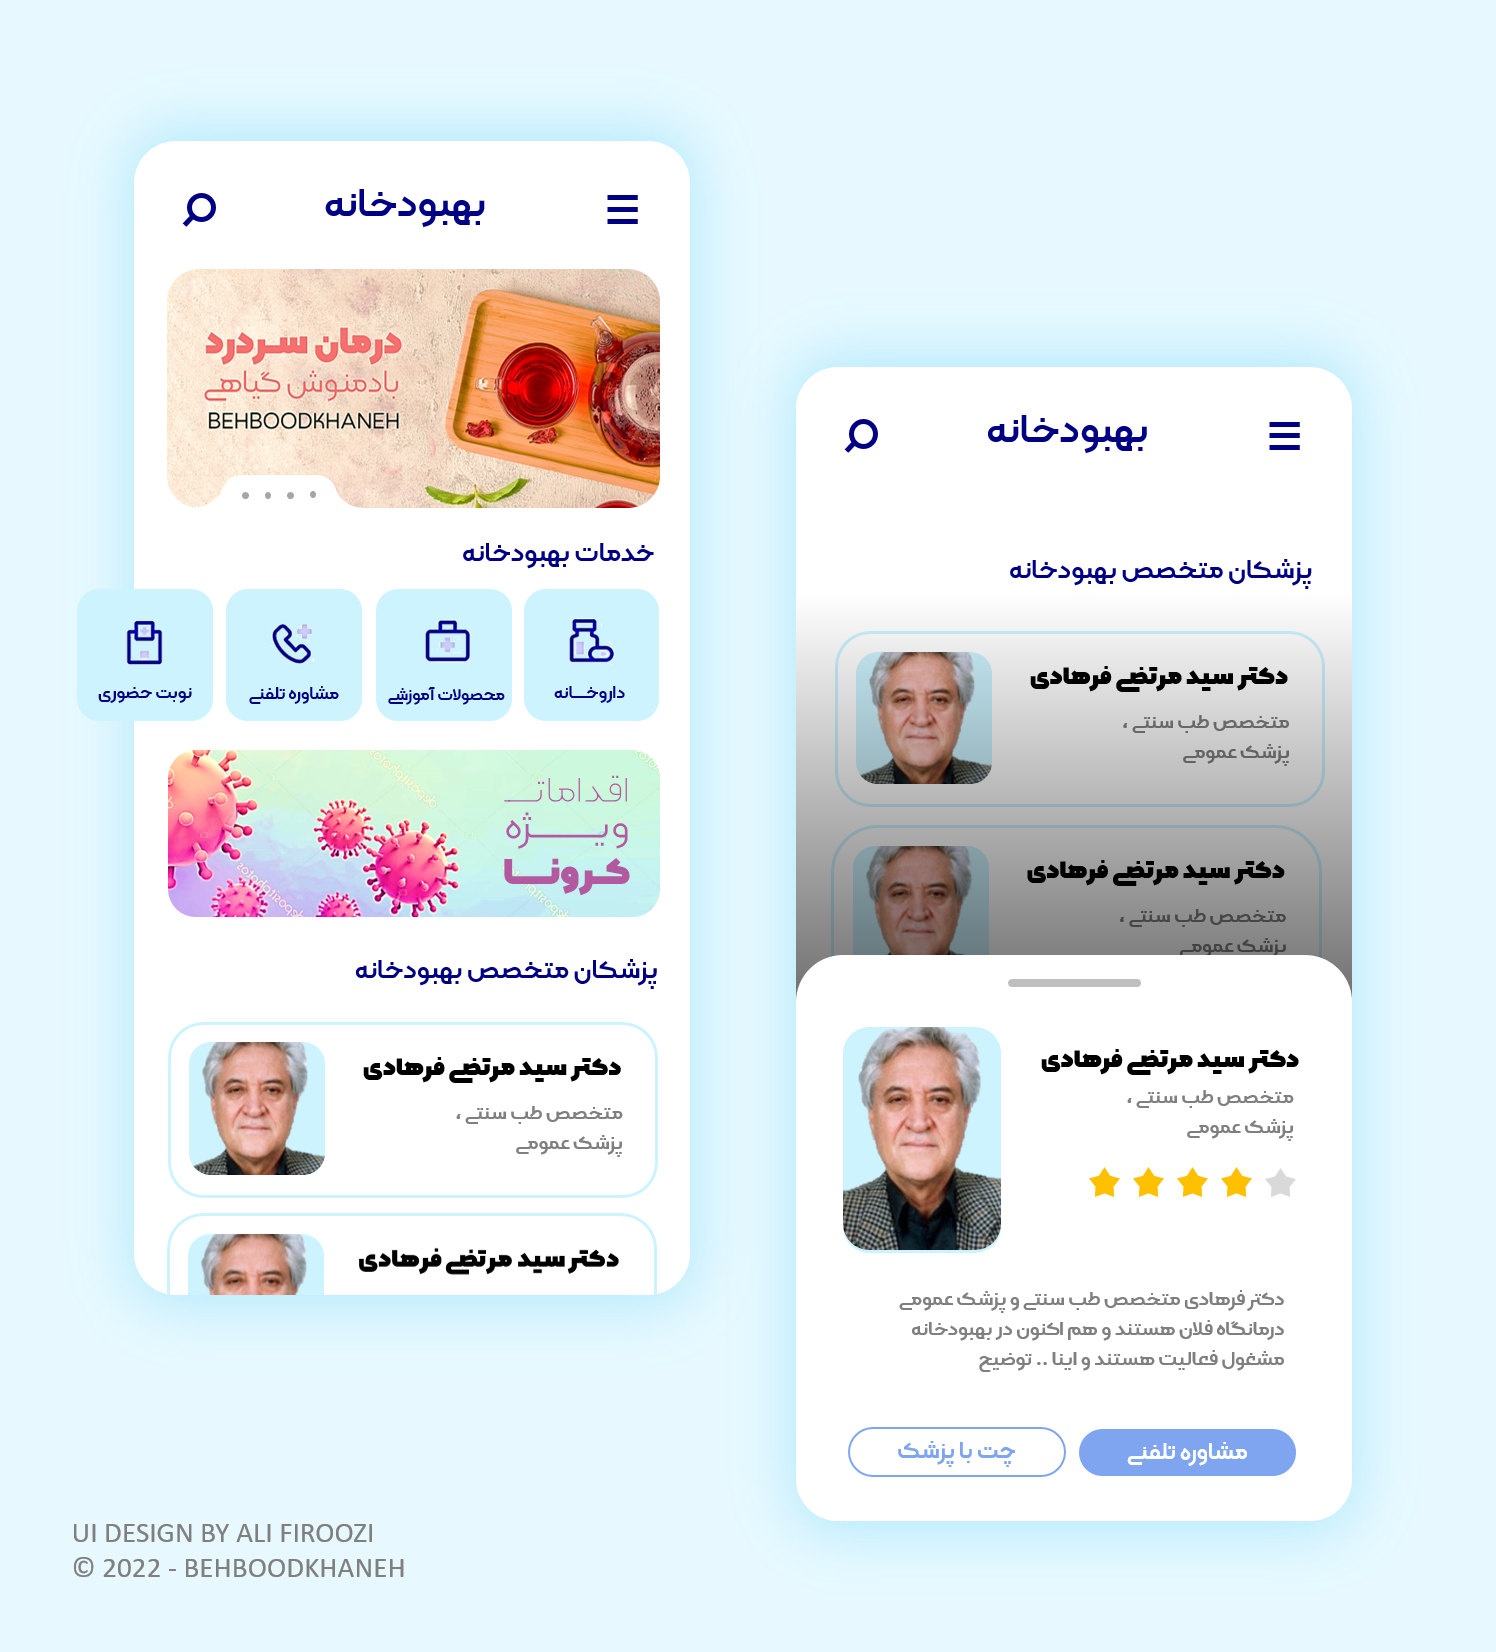 بهبودخانه
درمان سردرد
بادمنوش گیاهی
BEHBOODKHANEH
خدمات بهبودخانه
داروخـانه
محصولات آموزشی
مشاوره تلفنی
نوبت حضوری
اقداماتـ
ویـــژه
کـرونــا
پزشکان متخصص بهبودخانه
دکتر سید مرتضی فرهادی
متخصص طب سنتی ،
پزشک عمومی
دکتر سید مرتضی فرهادی
بهبودخانه
پزشکان متخصص بهبودخانه
دکتر سید مرتضی فرهادی
متخصص طب سنتی ،
پزشک عمومی
دکتر سید مرتضی فرهادی
متخصص طب سنتی ،
پزشک عمومی
دکتر سید مرتضی فرهادی
متخصص طب سنتی ،
پزشک عمومی
دکتر فرهادی متخصص طب سنتی و پزشک عمومی
درمانگاه فلان هستند و هم اکنون در بهبودخانه
مشغول فعالیت هستند و اینا .. توضیح
مشاوره تلفنی
چت با پزشک
UI DESIGN BY ALI FIROOZI
© 2022 - BEHBOODKHANEH